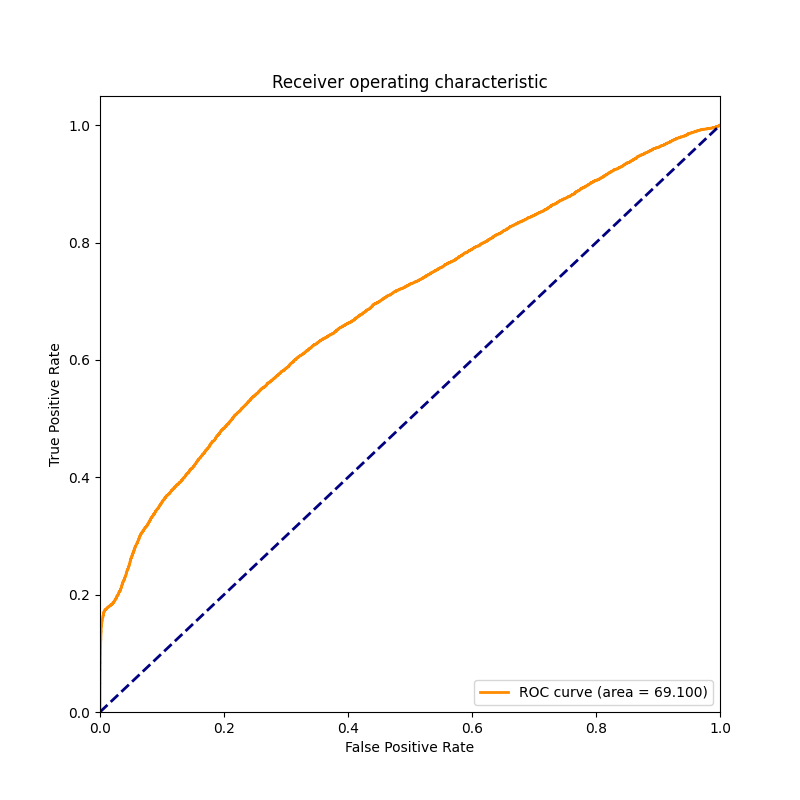 Receiver operating characteristic
1.0
0.8
0.6
0.4
0.2
0.0
True Positive Rate
ROC curve (area = 69.100)
0.0 0.2 0.4 0.6 0.8 1.0
False Positive Rate